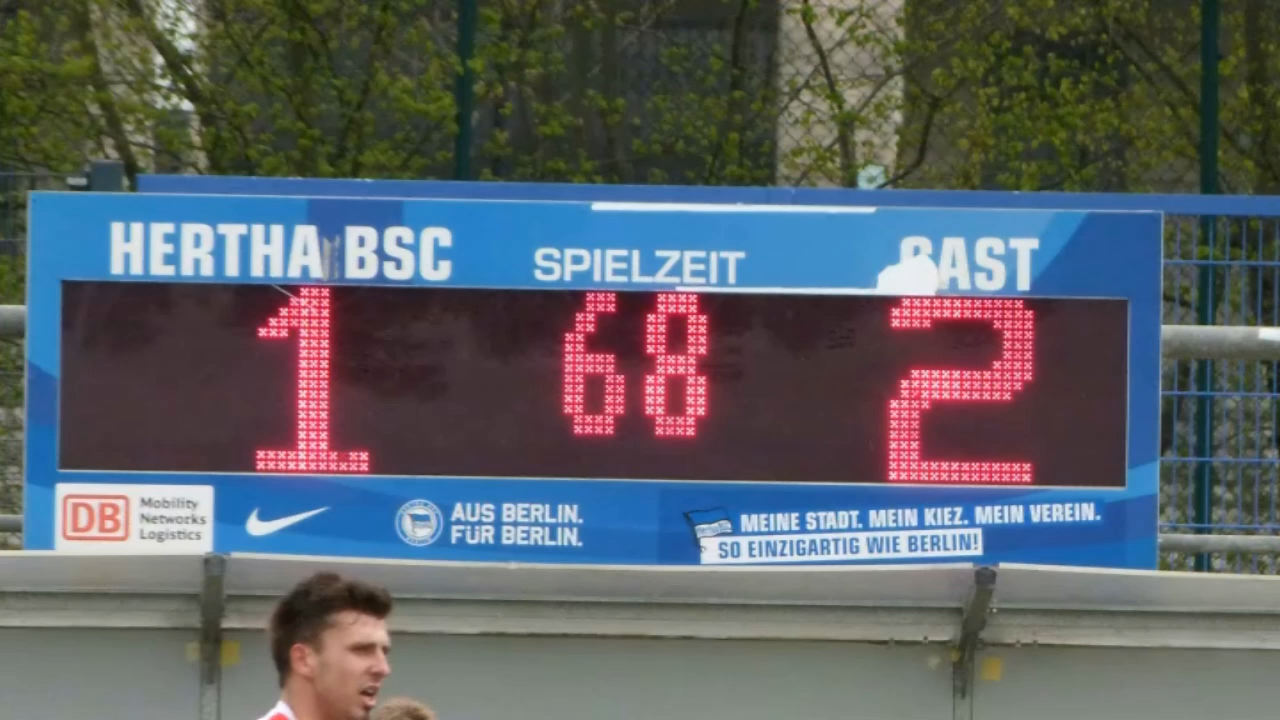 HERTHA BSC
SPIELZEIT
GAST
1
68
2
DB
Mobility
Networks
Logistics
AUS BERLIN.
FÜR BERLIN.
MEINE STADT. MEIN KIEZ. MEIN VEREIN.
SO EINZIGARTIG WIE BERLIN!